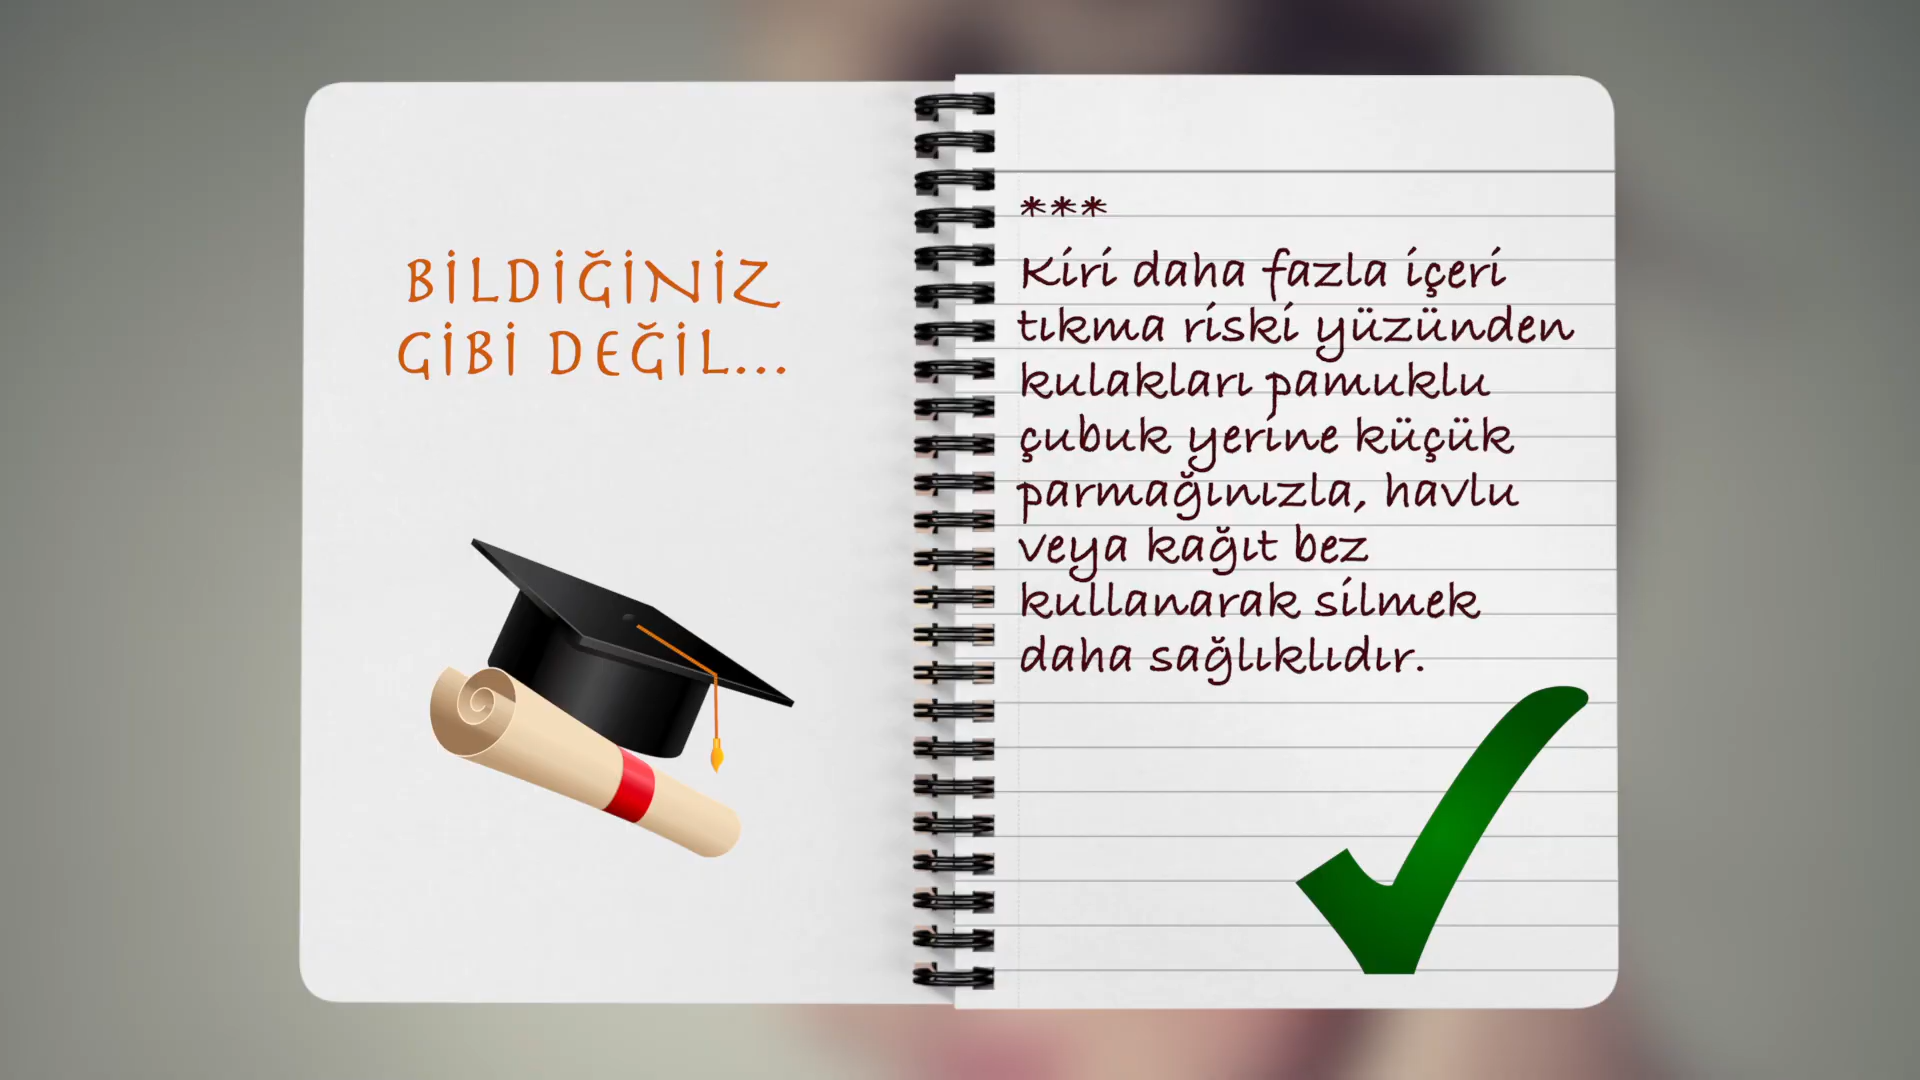 BİLDİĞİNİZ
GİBİ DEĞİL...
***
Kiri daha fazla içeri
tıkma riski yüzünden
kulakları pamuklu
çubuk yerine küçük
parmağınızla, havlu
veya kağıt bez
kullanarak silmek
daha sağlıklıdır.